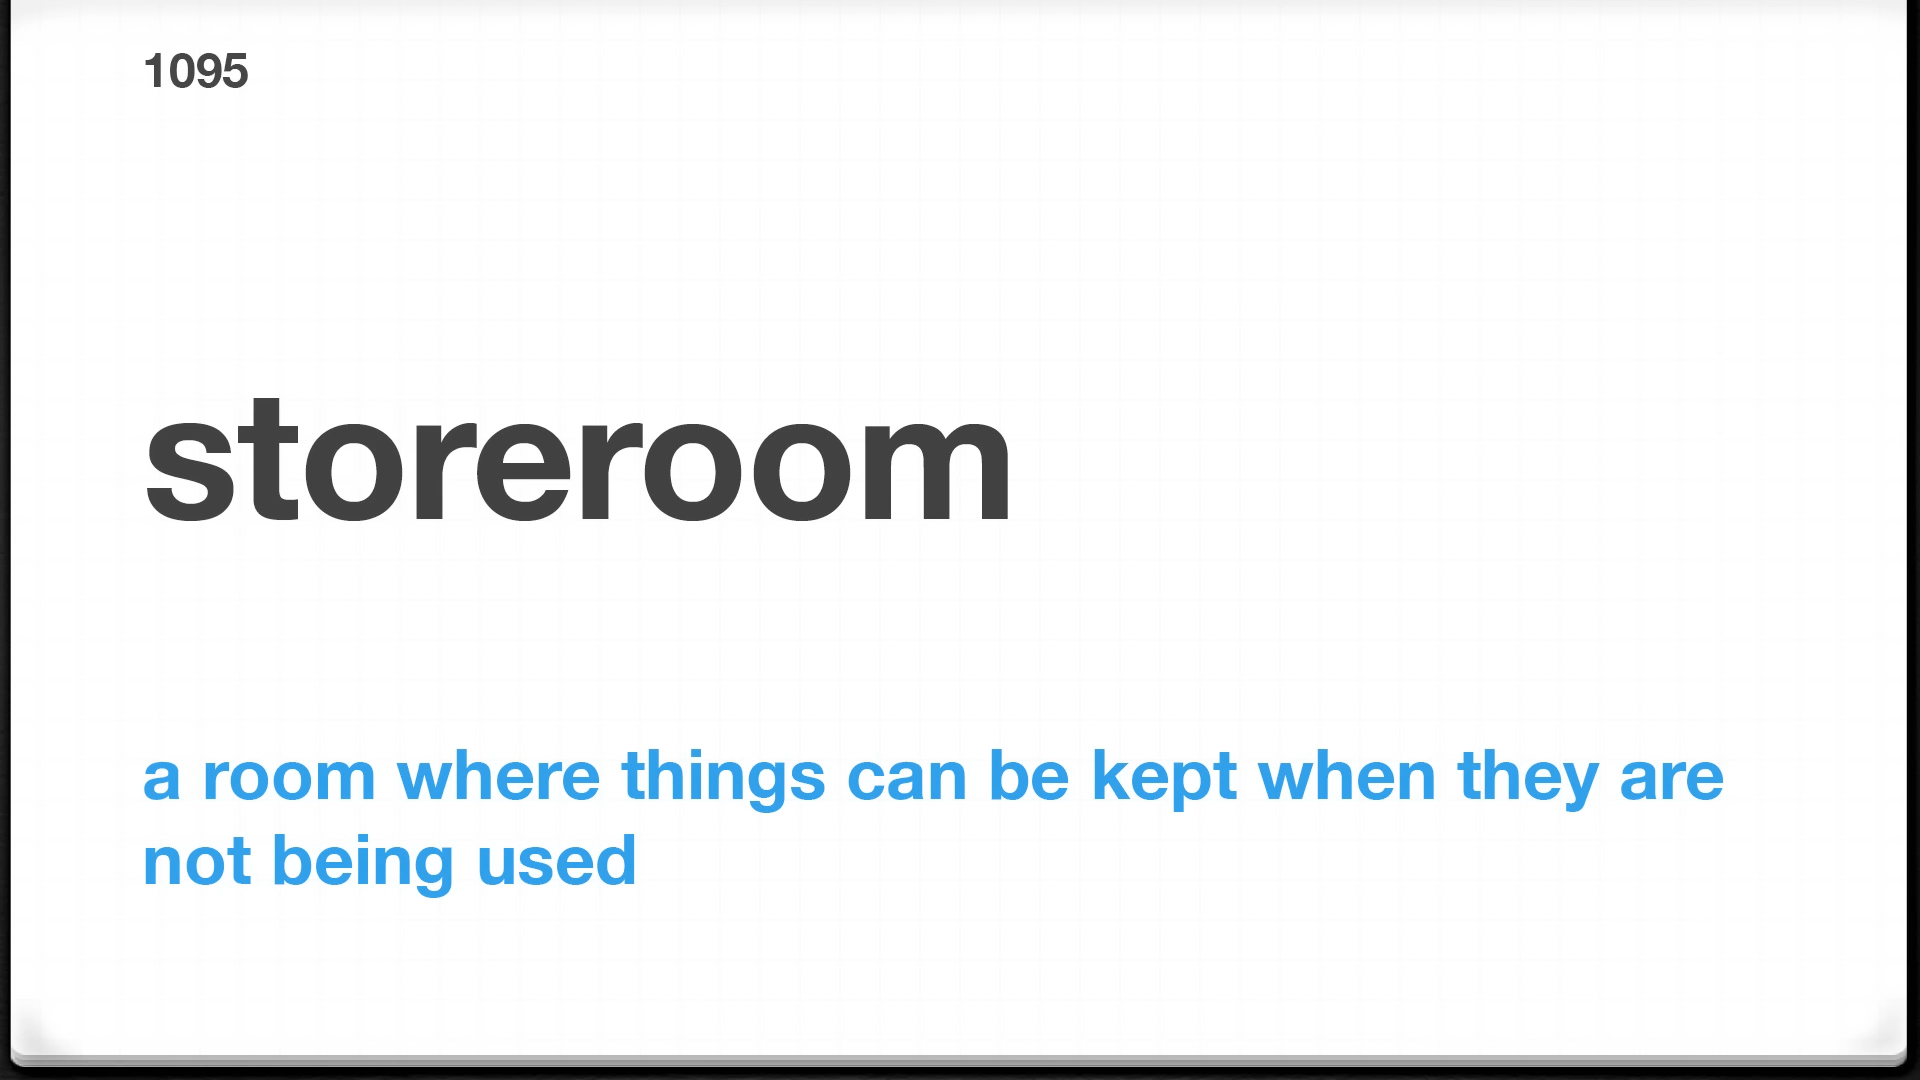 1095
storeroom
a room where things can be kept when they are
not being used